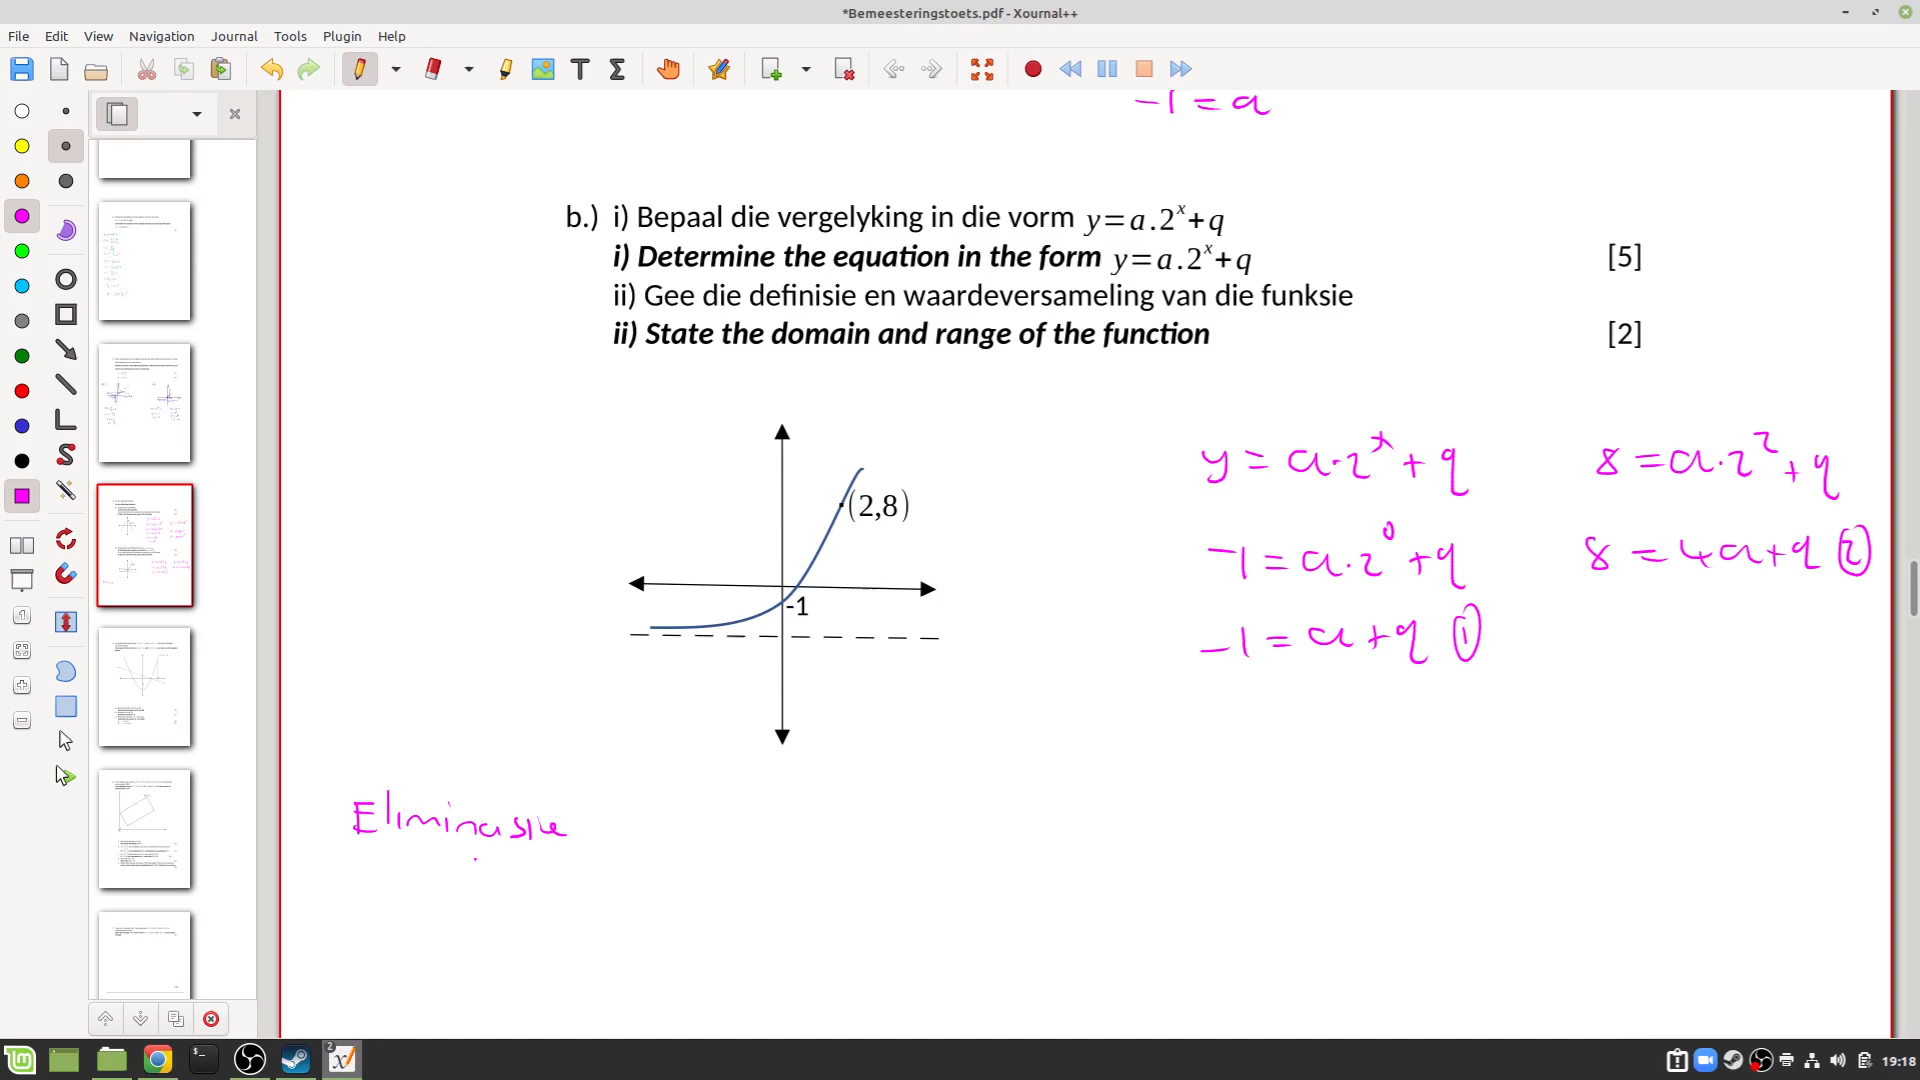 *Bemeesteringstoets.pdf - Xournal++
File Edit View Navigation Journal Tools Plugin Help
-1 = a
b.) i) Bepaal die vergelyking in die vorm y=a.2^x+q
i) Determine the equation in the form y=a.2^x+q [5]
ii) Gee die definisie en waardeversameling van die funksie
ii) State the domain and range of the function [2]
(2,8)
-1
y = a·2^x + q
-1 = a·2^0 + q
-1 = a + q ①
8 = a·2^2 + q
8 = 4a + q ②
Eliminasie
19:18